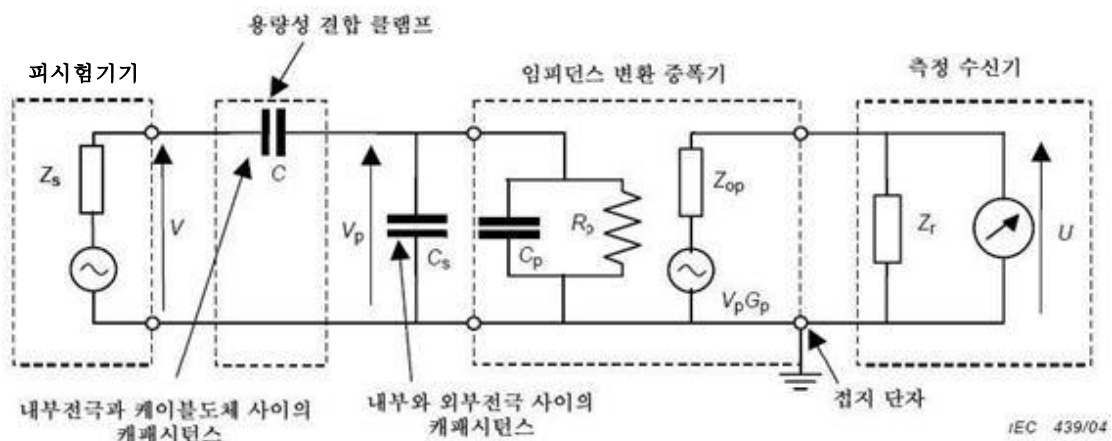 용량성 결합 클램프
피시험기기
임피던스 변환 증폭기
측정 수신기
Zs
V
C
Vp
Cs
Cp
Rɔ
Zop
VpGp
Zr
U
내부전극과 케이블도체 사이의
캐패시턴스
내부와 외부전극 사이의
캐패시턴스
접지 단자
IEC 439/04